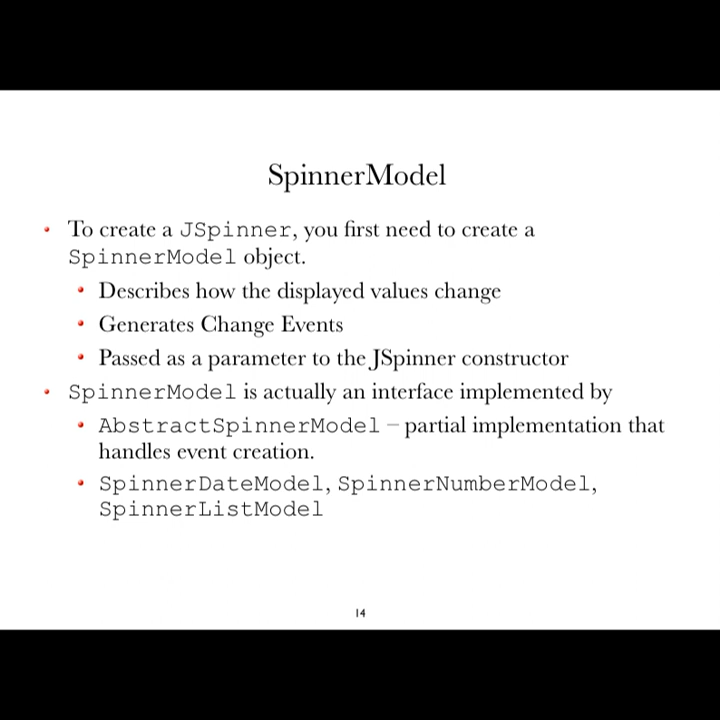 SpinnerModel
• To create a JSpinner, you first need to create a
SpinnerModel object.
• Describes how the displayed values change
• Generates Change Events
• Passed as a parameter to the JSpinner constructor
• SpinnerModel is actually an interface implemented by
• AbstractSpinnerModel – partial implementation that
handles event creation.
• SpinnerDateModel, SpinnerNumberModel,
SpinnerListModel
14